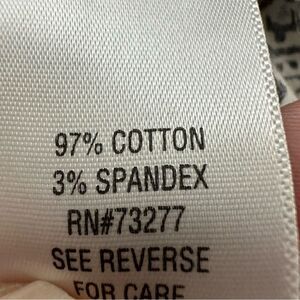 97% COTTON
3% SPANDEX
RN#73277
SEE REVERSE
FOR CARE